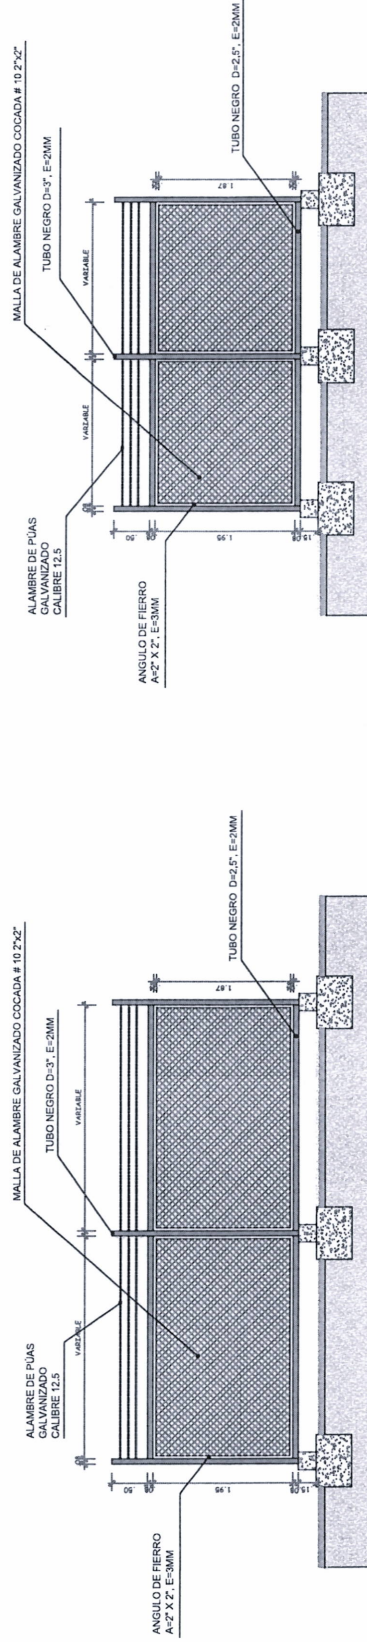 ALAMBRE DE PÚAS
GALVANIZADO
CALIBRE 12.5
MALLA DE ALAMBRE GALVANIZADO COCADA # 10 2"x2"
TUBO NEGRO D=3", E=2MM
VARIABLE
VARIABLE
.50
.08
1.95
.08
.15
1.87
ANGULO DE FIERRO
A=2" X 2", E=3MM
TUBO NEGRO D=2,5", E=2MM
ALAMBRE DE PÚAS
GALVANIZADO
CALIBRE 12.5
MALLA DE ALAMBRE GALVANIZADO COCADA # 10 2"x2"
TUBO NEGRO D=3", E=2MM
VARIABLE
VARIABLE
.50
.08
1.95
.08
.15
1.87
ANGULO DE FIERRO
A=2" X 2", E=3MM
TUBO NEGRO D=2,5", E=2MM